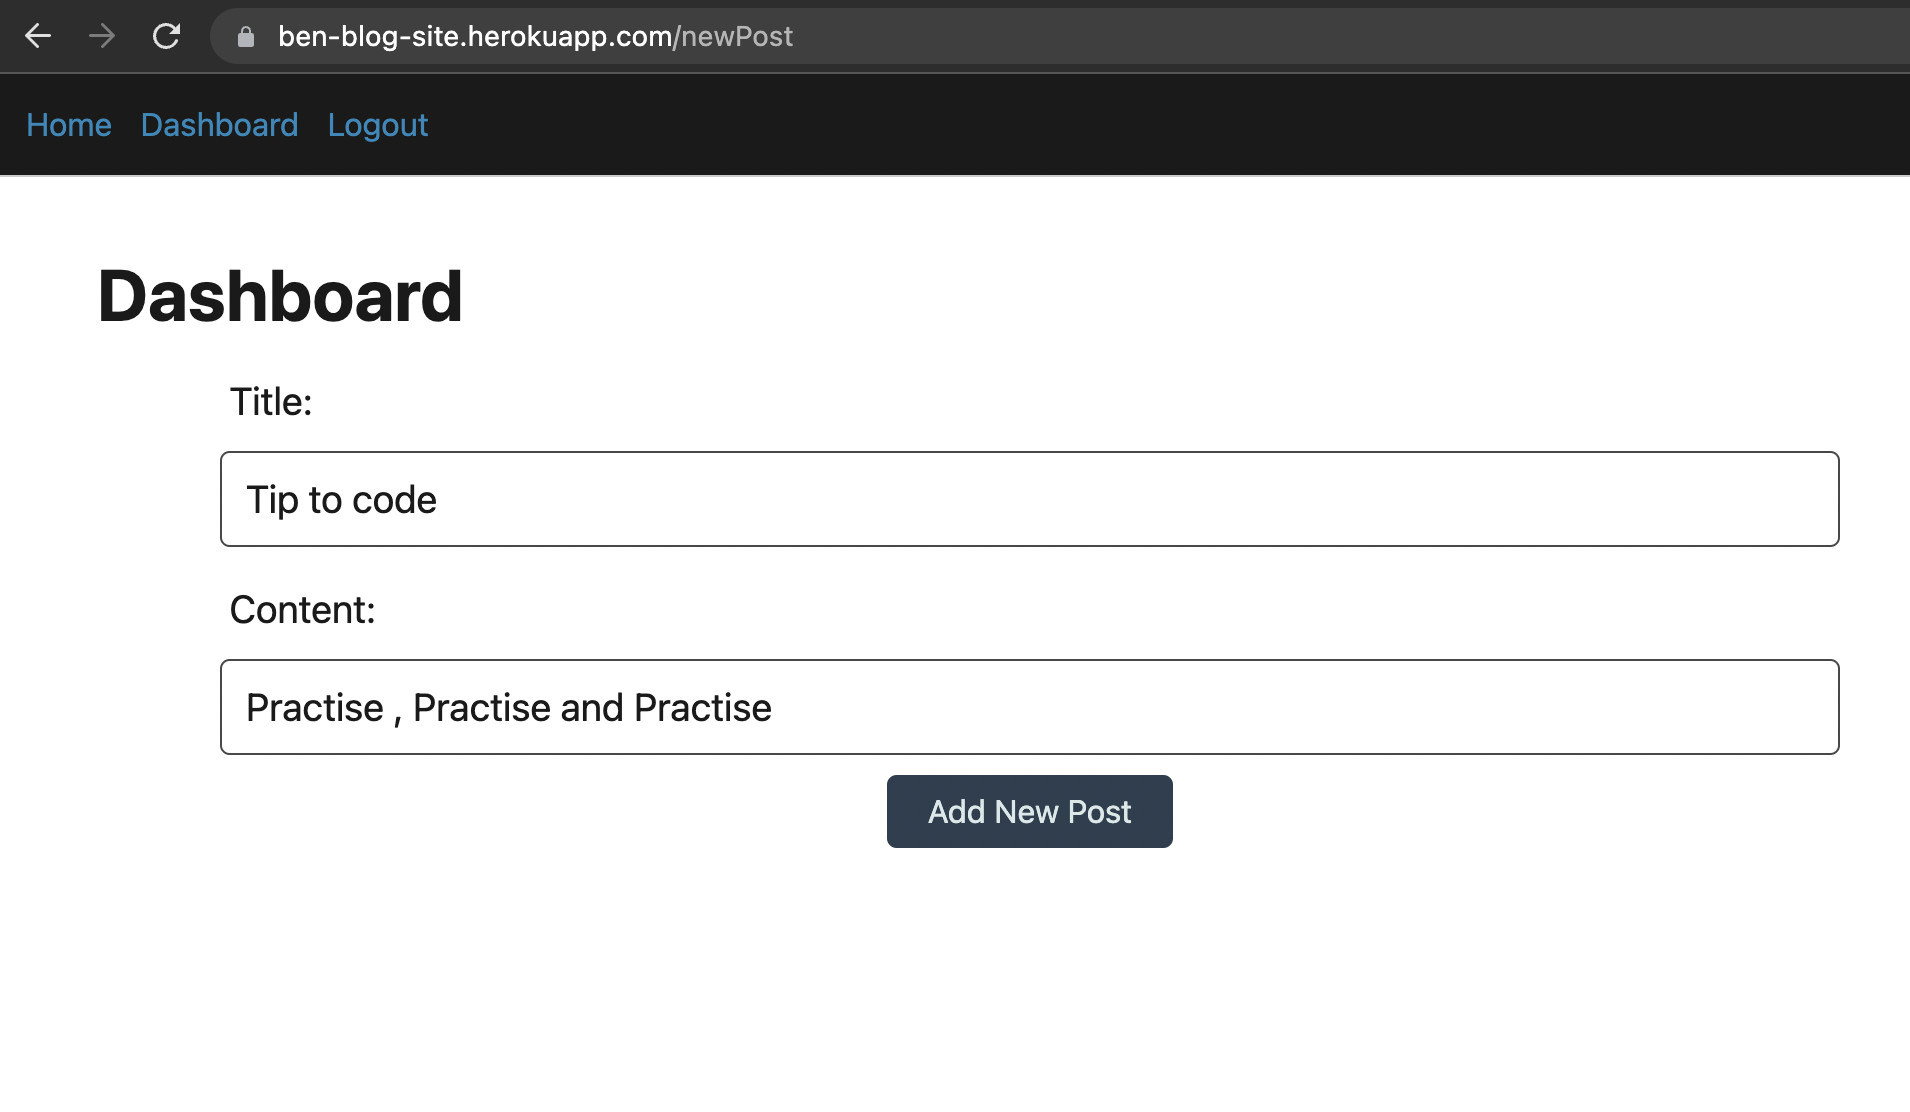 ben-blog-site.herokuapp.com/newPost
Home Dashboard Logout
Dashboard
Title:
Tip to code
Content:
Practise , Practise and Practise
Add New Post